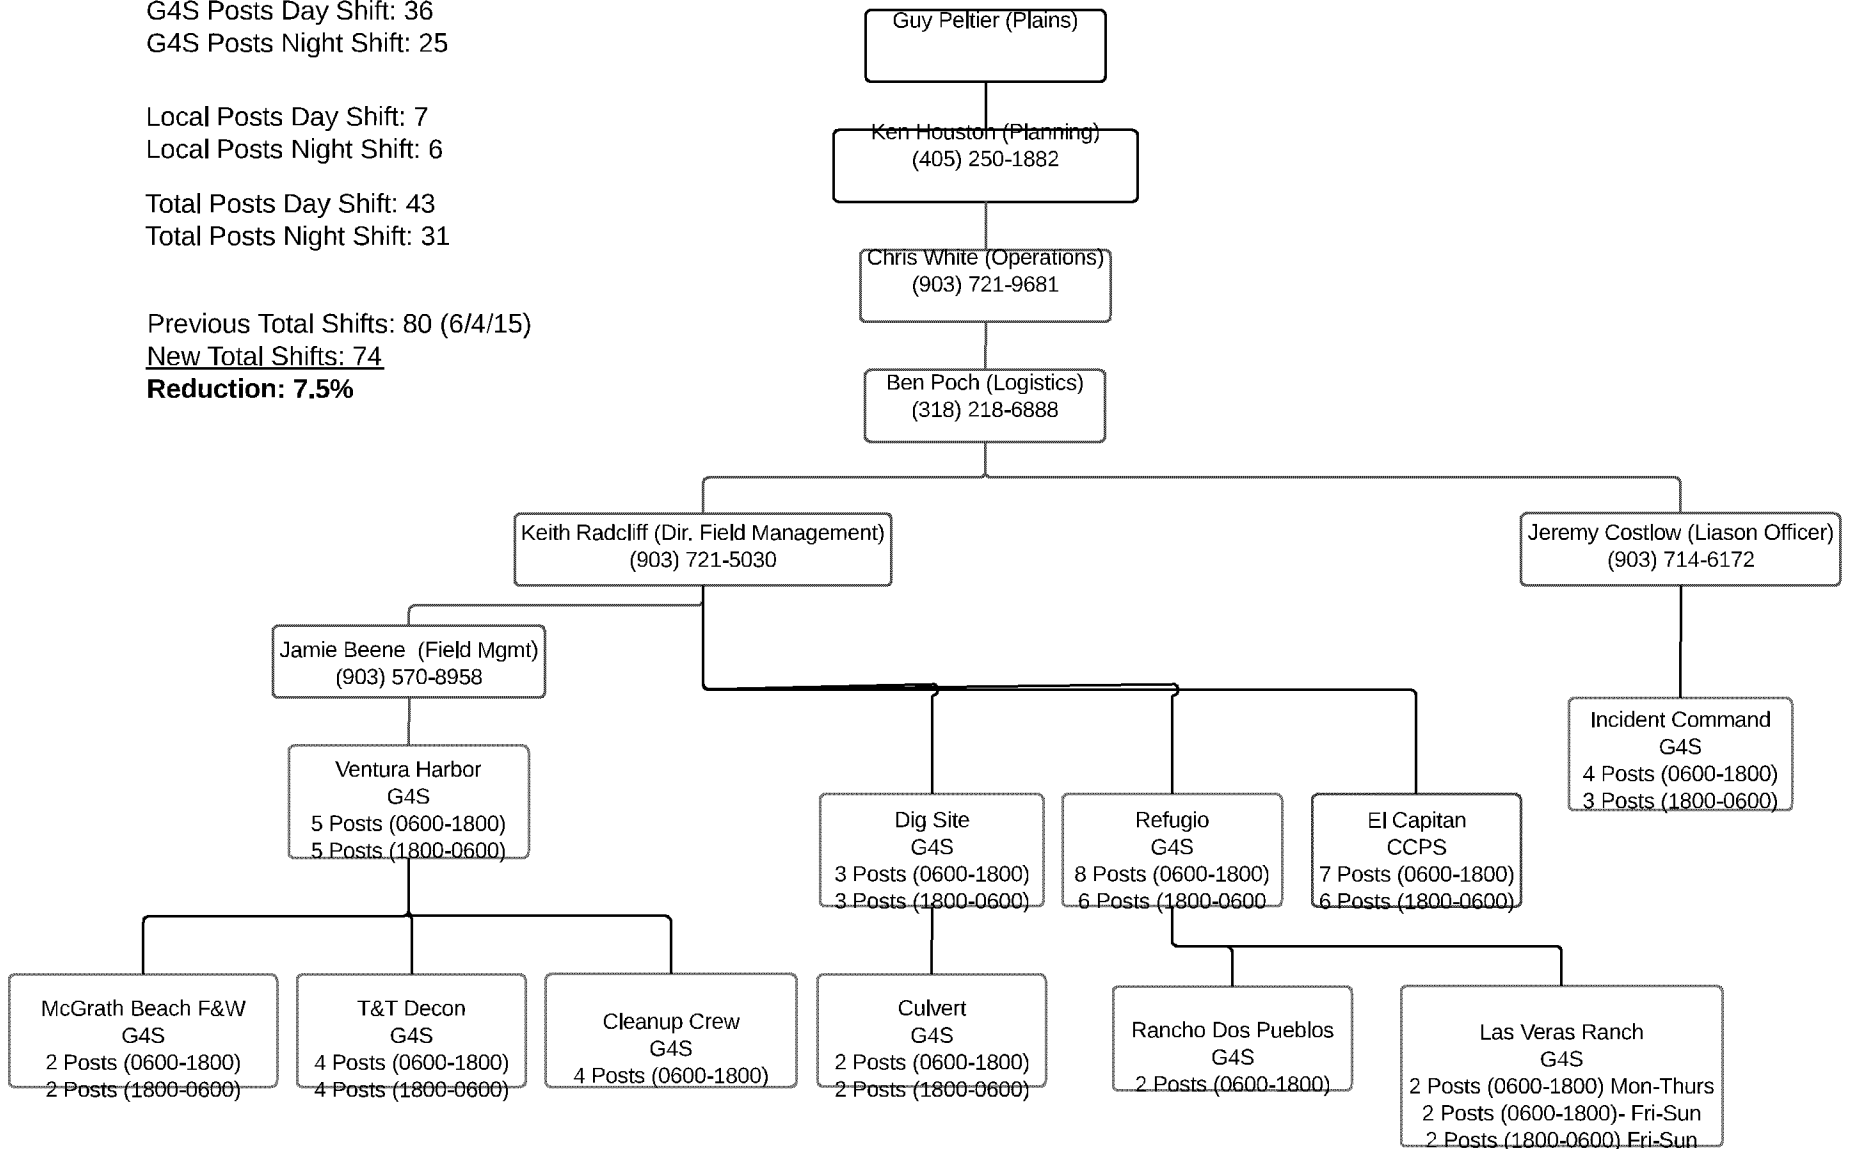 G4S Posts Day Shift: 36
G4S Posts Night Shift: 25
Local Posts Day Shift: 7
Local Posts Night Shift: 6
Total Posts Day Shift: 43
Total Posts Night Shift: 31
Previous Total Shifts: 80 (6/4/15)
New Total Shifts: 74
Reduction: 7.5%
Guy Peltier (Plains)
Ken Houston (Planning)
(405) 250-1882
Chris White (Operations)
(903) 721-9681
Ben Poch (Logistics)
(318) 218-6888
Keith Radcliff (Dir. Field Management)
(903) 721-5030
Jeremy Costlow (Liason Officer)
(903) 714-6172
Jamie Beene (Field Mgmt)
(903) 570-8958
Incident Command
G4S
4 Posts (0600-1800)
3 Posts (1800-0600)
Ventura Harbor
G4S
5 Posts (0600-1800)
5 Posts (1800-0600)
Dig Site
G4S
3 Posts (0600-1800)
3 Posts (1800-0600)
Refugio
G4S
8 Posts (0600-1800)
6 Posts (1800-0600
El Capitan
CCPS
7 Posts (0600-1800)
6 Posts (1800-0600)
McGrath Beach F&W
G4S
2 Posts (0600-1800)
2 Posts (1800-0600)
T&T Decon
G4S
4 Posts (0600-1800)
4 Posts (1800-0600)
Cleanup Crew
G4S
4 Posts (0600-1800)
Culvert
G4S
2 Posts (0600-1800)
2 Posts (1800-0600)
Rancho Dos Pueblos
G4S
2 Posts (0600-1800)
Las Veras Ranch
G4S
2 Posts (0600-1800) Mon-Thurs
2 Posts (0600-1800)- Fri-Sun
2 Posts (1800-0600) Fri-Sun